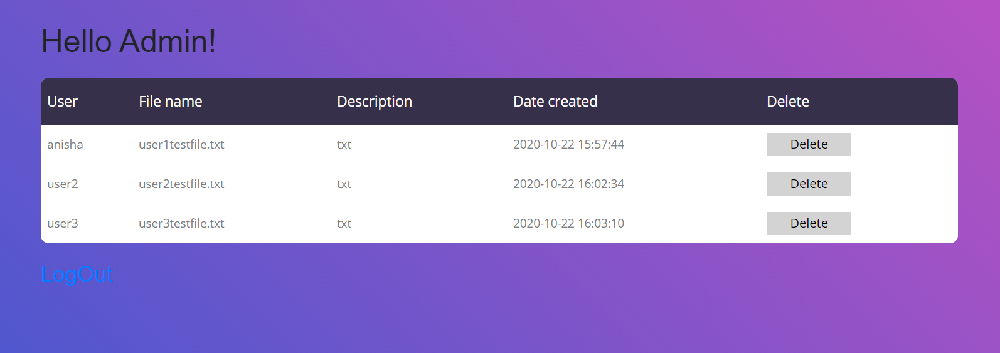 Hello Admin!
User File name Description Date created Delete
anisha user1testfile.txt txt 2020-10-22 15:57:44 Delete
user2 user2testfile.txt txt 2020-10-22 16:02:34 Delete
user3 user3testfile.txt txt 2020-10-22 16:03:10 Delete
LogOut